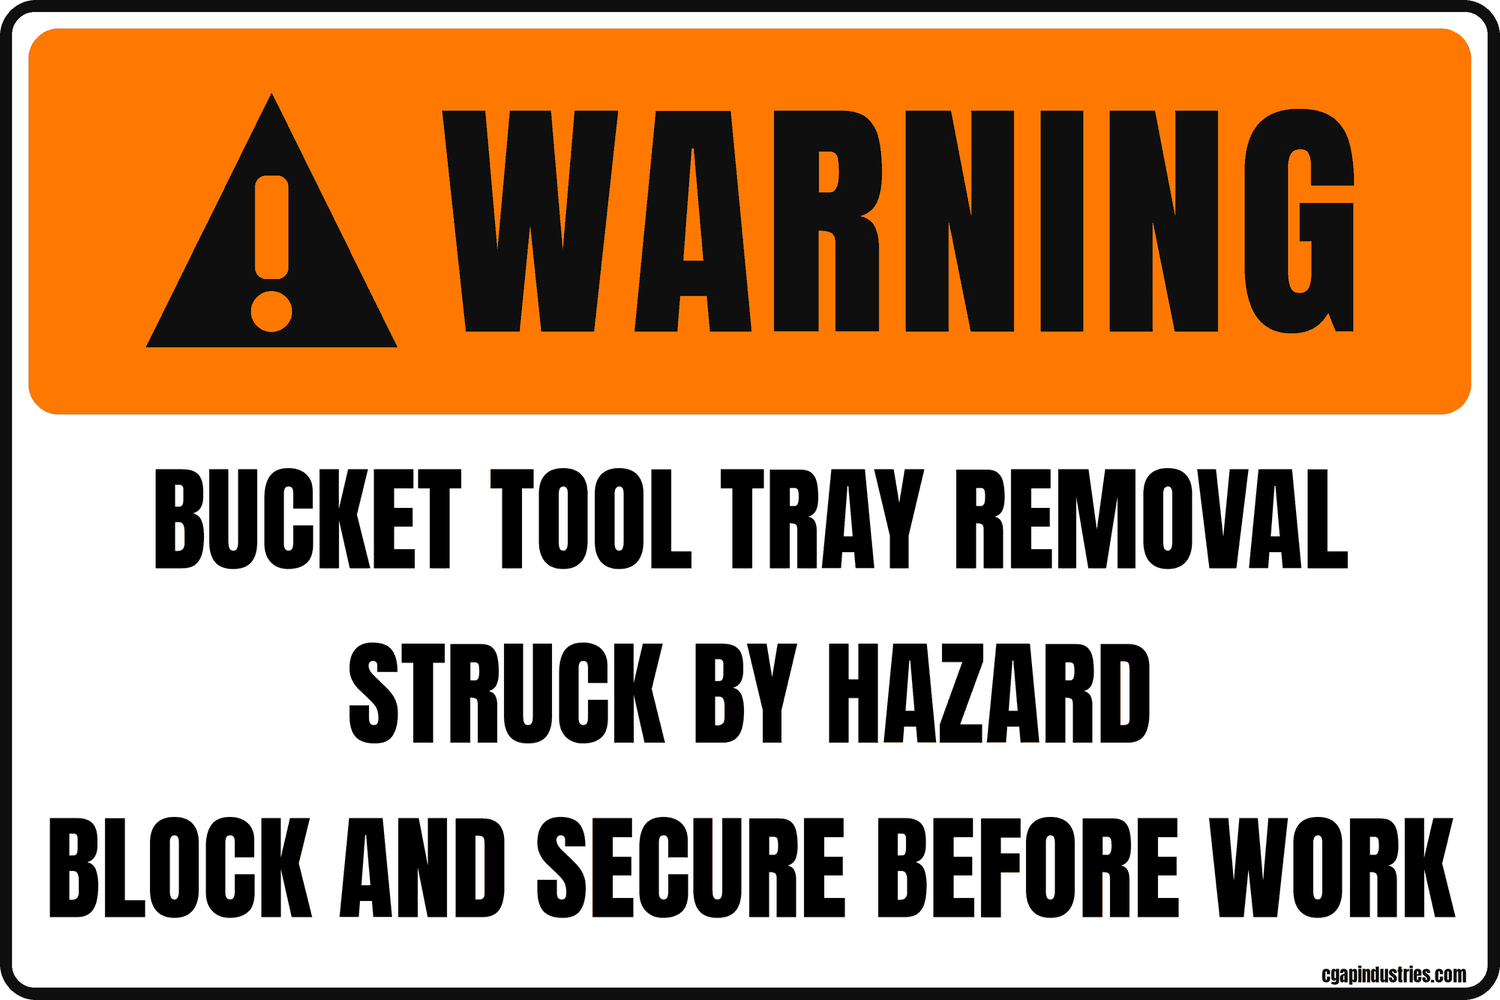 WARNING
BUCKET TOOL TRAY REMOVAL
STRUCK BY HAZARD
BLOCK AND SECURE BEFORE WORK
cgapindustries.com